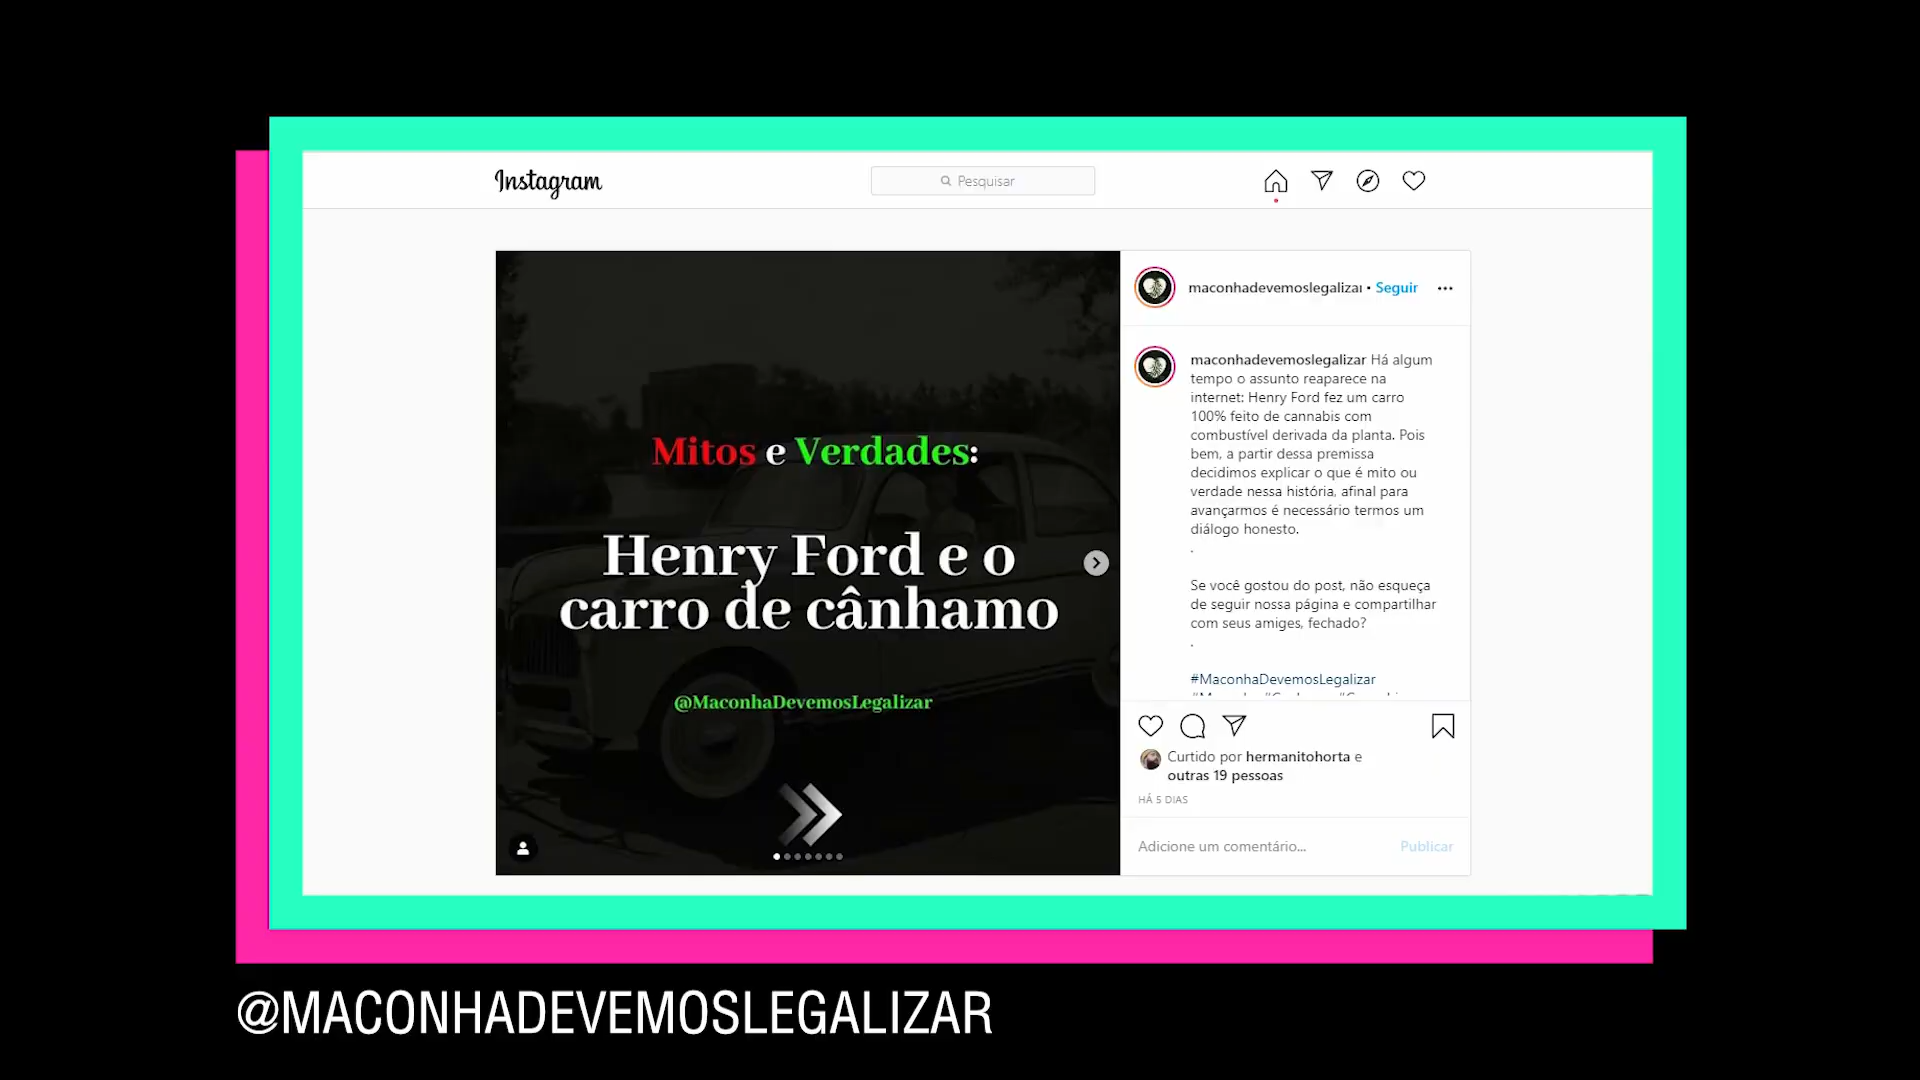 Instagram
Pesquisar
Mitos e Verdades:
Henry Ford e o
carro de cânhamo
@MaconhaDevemosLegalizar
maconhadevemoslegalizar • Seguir
maconhadevemoslegalizar Há algum
tempo o assunto reaparece na
internet: Henry Ford fez um carro
100% feito de cannabis com
combustível derivada da planta. Pois
bem, a partir dessa premissa
decidimos explicar o que é mito ou
verdade nessa história, afinal para
avançarmos é necessário termos um
diálogo honesto.
.
Se você gostou do post, não esqueça
de seguir nossa página e compartilhar
com seus amiges, fechado?
.
#MaconhaDevemosLegalizar
Curtido por hermanitohorta e
outras 19 pessoas
HÁ 5 DIAS
Adicione um comentário... Publicar
@MACONHADEVEMOSLEGALIZAR